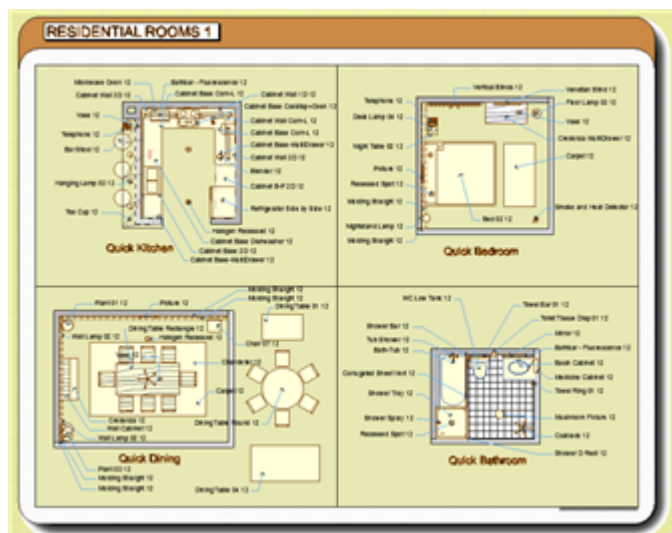 RESIDENTIAL ROOMS 1
Microwave Oven 12
Bathbar - Fluorescence 12
Cabinet Wall 2D 12
Cabinet Base Corn-L 12
Cabinet Wall 1D 12
Cabinet Base Cooktop+Oven 12
Vase 12
Cabinet Wall Corn-L 12
Telephone 12
Cabinet Base Corn-L 12
Bar Stool 12
Cabinet Base-MultiDrawer 12
Cabinet Wall 2D 12
Blender 12
Hanging Lamp 02 12
Cabinet B-P 2D 12
Tea Cup 12
Refrigerator Side by Side 12
Halogen Recessed 12
Cabinet Base Dishwasher 12
Cabinet Base 2D 12
Cabinet Base-MultiDrawer 12
Quick Kitchen
Vertical Blinds 12
Venetian Blind 12
Telephone 12
Floor Lamp 03 12
Desk Lamp 04 12
Vase 12
Credenza MultiDrawer 12
Night Table 02 12
Carpet 12
Picture 12
Recessed Spot 12
Molding Straight 12
Bed 02 12
Smoke and Heat Detector 12
Nightstand Lamp 12
Molding Straight 12
Quick Bedroom
Molding Straight 12
Molding Straight 12
Plant 01 12
Picture 12
Dining Table 01 12
Wall Lamp 02 12
Dining Table Rectangle 12
Halogen Recessed 12
Chair 07 12
Vase 12
Chandelier 12
Carpet 12
Credenza 12
Wall Cabinet 12
Wall Lamp 02 12
Dining Table Round 12
Quick Dining
Plant 03 12
Molding Straight 12
Molding Straight 12
Dining Table 04 12
WC Low Tank 12
Towel Bar 01 12
Toilet Tissue Disp 01 12
Shower Bar 12
Mirror 12
Tub Shower 12
Bathbar - Fluorescence 12
Bath-Tub 12
Basin Cabinet 12
Corrugated Sheet Vert 12
Medicine Cabinet 12
Towel Ring 01 12
Shower Tray 12
Shower Spray 12
Mushroom Fixture 12
Recessed Spot 12
Coatrack 12
Shower D-Rect 12
Quick Bathroom